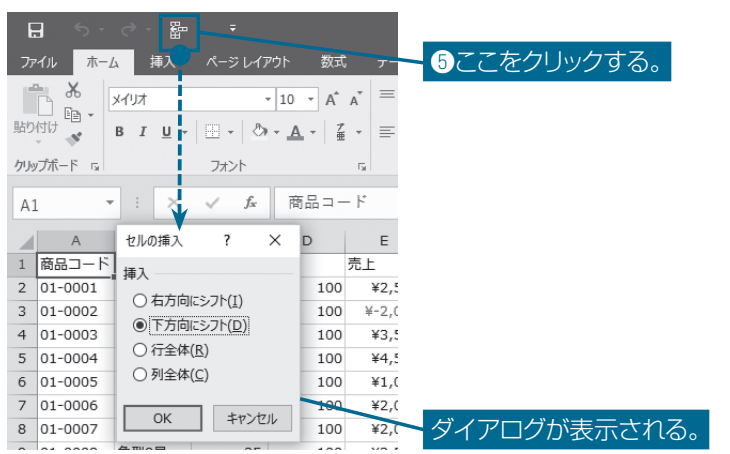 ❺ここをクリックする。
ファイル ホーム 挿入 ページ レイアウト 数式
貼り付け
メイリオ 10 A A
B I U A 亜
クリップボード フォント
A1 fx 商品コード
A D E
セルの挿入 ? ×
挿入
右方向にシフト(I)
下方向にシフト(D)
行全体(R)
列全体(C)
OK キャンセル
1 商品コード 売上
2 01-0001 100
3 01-0002 100
4 01-0003 100
5 01-0004 100
6 01-0005 100
7 01-0006 100
8 01-0007 100
ダイアログが表示される。